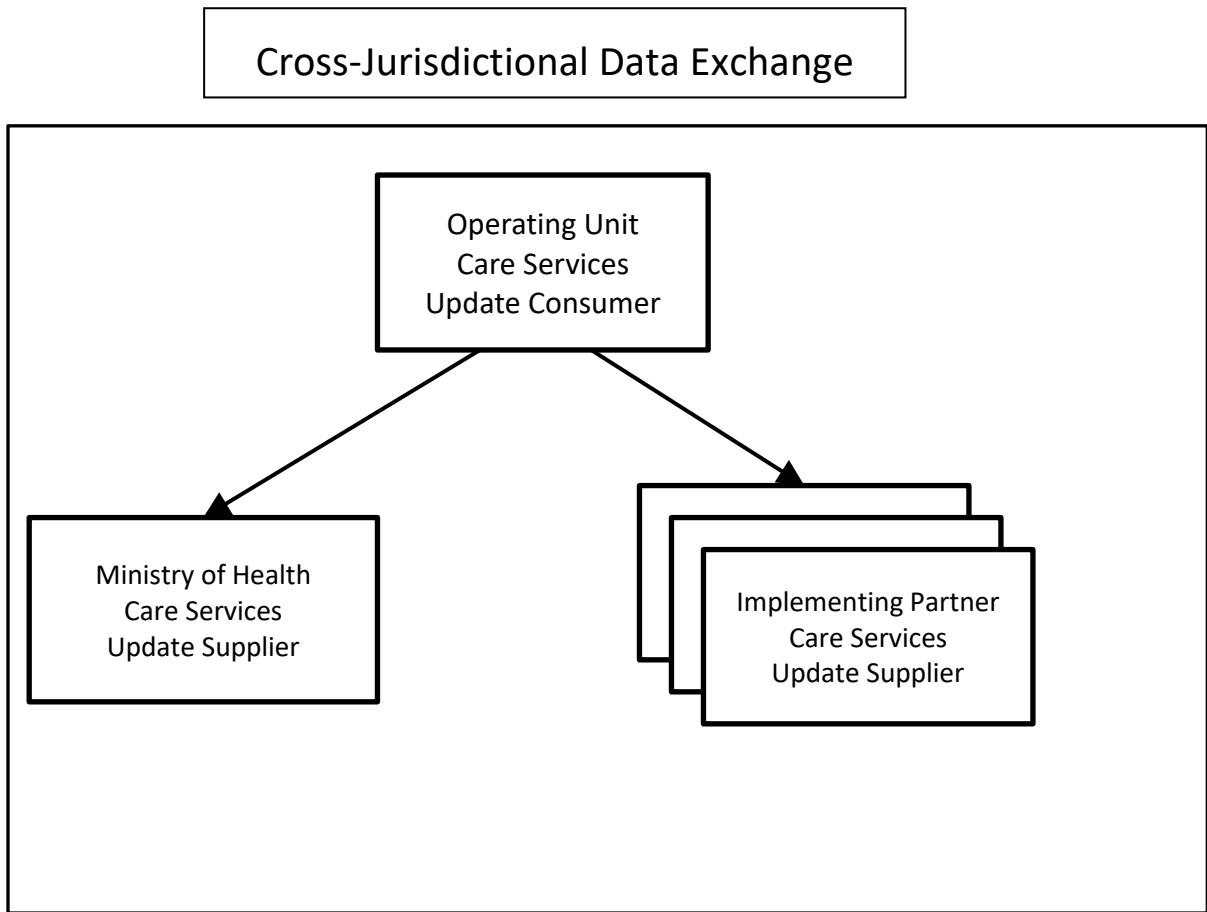 Cross-Jurisdictional Data Exchange
Operating Unit
Care Services
Update Consumer
Ministry of Health
Care Services
Update Supplier
Implementing Partner
Care Services
Update Supplier